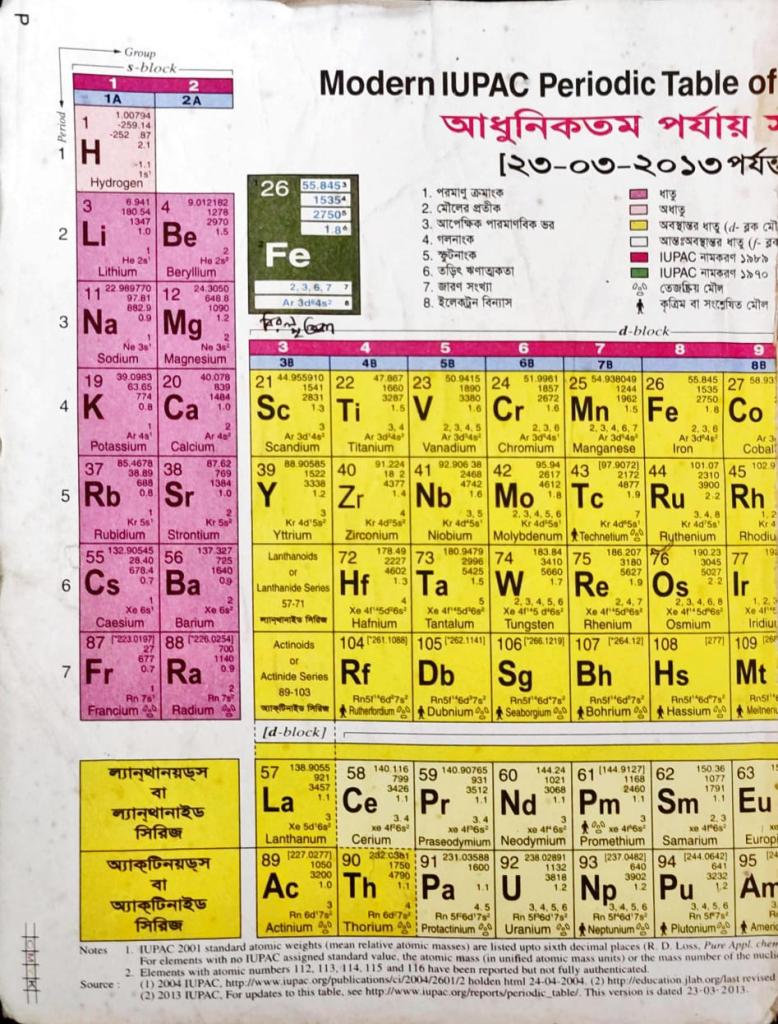 P
Group
s-block
Modern IUPAC Periodic Table of
আধুনিকতম পর্যায়
[২৩-০৩-২০১৩ পর্যন্ত
Period
1 2
1A 2A
1
1 1.00794
-259.14
-252 .87
2.1
H
-1.1
1s¹
Hydrogen
26 55.845³
1535⁴
2750⁵
1.8⁶
Fe
2, 3, 6, 7 7
Ar 3d⁶4s² 8
1. পরমাণু ক্রমাংক
2. মৌলের প্রতীক
3. আপেক্ষিক পারমাণবিক ভর
4. গলনাংক
5. স্ফুটনাংক
6. তড়িৎ ঋণাত্মকতা
7. জারণ সংখ্যা
8. ইলেকট্রন বিন্যাস
ধাতু
অধাতু
অবস্থান্তর ধাতু (d- ব্লক মৌ
আন্তঃঅবস্থান্তর ধাতু (f- ব্ল
IUPAC নামকরণ ১৯৮৯
IUPAC নামকরণ ১৯৯০
তেজষ্ক্রিয় মৌল
কৃত্রিম বা সংশ্লেষিত মৌল
2
3 6.941
180.54
1347
1.0
Li
1
He 2s¹
Lithium
4 9.012182
1278
2970
1.5
Be
2
He 2s²
Beryllium
3
11 22.989770
97.81
882.9
0.9
Na
1
Ne 3s¹
Sodium
12 24.3050
648.8
1090
1.2
Mg
2
Ne 3s²
Magnesium
d-block
3 4 5 6 7 8 9
3B 4B 5B 6B 7B 8B
4
19 39.0983
63.65
774
0.8
K
1
Ar 4s¹
Potassium
20 40.078
839
1484
1.0
Ca
2
Ar 4s²
Calcium
21 44.955910
1541
2831
1.3
Sc
3
Ar 3d¹4s²
Scandium
22 47.867
1660
3287
1.5
Ti
3, 4
Ar 3d²4s²
Titanium
23 50.9415
1890
3380
1.6
V
2, 3, 4, 5
Ar 3d³4s²
Vanadium
24 51.9961
1857
2672
1.6
Cr
2, 3, 6
Ar 3d⁵4s¹
Chromium
25 54.938049
1244
1962
1.5
Mn
2, 3, 4, 6, 7
Ar 3d⁵4s²
Manganese
26 55.845
1535
2750
1.8
Fe
2, 3, 6
Ar 3d⁶4s²
Iron
27 58.93
Co
Cobal
5
37 85.4678
38.89
688
0.8
Rb
1
Kr 5s¹
Rubidium
38 87.62
769
1384
1.0
Sr
2
Kr 5s²
Strontium
39 88.90585
1522
3338
1.2
Y
3
Kr 4d¹5s²
Yttrium
40 91.224
18 2
4377
1.4
Zr
4
Kr 4d²5s²
Zirconium
41 92.906 38
2468
4742
1.6
Nb
3, 5
Kr 4d⁴5s¹
Niobium
42 95.94
2617
4612
1.8
Mo
2, 3, 4, 5, 6
Kr 4d⁵5s¹
Molybdenum
43 [97.9072]
2172
4877
1.9
Tc
7
Kr 4d⁵5s²
Technetium
44 101.07
2310
3900
2.2
Ru
3, 4, 8
Kr 4d⁷5s¹
Rythenium
45 102.9
Rh
Rhodiu
6
55 132.90545
28.40
678.4
0.7
Cs
1
Xe 6s¹
Caesium
56 137.327
725
1640
0.9
Ba
2
Xe 6s²
Barium
Lanthanoids
or
Lanthanide Series
57-71
ল্যান্থানাইড সিরিজ
72 178.49
2227
4602
1.3
Hf
4
Xe 4f¹⁴5d²6s²
Hafnium
73 180.9479
2996
5425
1.5
Ta
5
Xe 4f¹⁴5d³6s²
Tantalum
74 183.84
3410
5660
1.7
W
2, 3, 4, 5, 6
Xe 4f¹⁴5d⁴6s²
Tungsten
75 186.207
3180
5627
1.9
Re
2, 4, 7
Xe 4f¹⁴5d⁵6s²
Rhenium
76 190.23
3045
5027
2.2
Os
2, 3, 4, 6, 8
Xe 4f¹⁴5d⁶6s²
Osmium
77 192
Ir
Iridiu
7
87 [*223.0197]
27
677
0.7
Fr
1
Rn 7s¹
Francium
88 [*226.0254]
700
1140
0.9
Ra
2
Rn 7s²
Radium
Actinoids
or
Actinide Series
89-103
অ্যাকটিনাইড সিরিজ
104 [*261.1088]
Rf
Rn5f¹⁴6d²7s²
Rutherfordium
105 [*262.1141]
Db
Rn5f¹⁴6d³7s²
Dubnium
106 [*266.1219]
Sg
Rn5f¹⁴6d⁴7s²
Seaborgium
107 [*264.12]
Bh
Rn5f¹⁴6d⁵7s²
Bohrium
108 [277]
Hs
Rn5f¹⁴6d⁶7s²
Hassium
109
Mt
Meitneri
[d-block]
ল্যান্থানয়ড্স
বা
ল্যান্থানাইড
সিরিজ
57 138.9055
921
3457
1.1
La
3
Xe 5d¹6s²
Lanthanum
58 140.116
799
3426
1.1
Ce
3. 4
xe 4f²6s²
Cerium
59 140.90765
931
3512
1.1
Pr
3. 4
xe 4f³6s²
Praseodymium
60 144.24
1021
3068
1.1
Nd
3
xe 4f⁴6s²
Neodymium
61 [144.9127]
1168
2460
1.1
Pm
3
xe 4f⁵6s²
Promethium
62 150.36
1077
1791
1.1
Sm
2, 3
xe 4f⁶6s²
Samarium
63
Eu
Europi
অ্যাকটিনয়ড্স
বা
অ্যাকটিনাইড
সিরিজ
89 [227.0277]
1050
3200
1.0
Ac
3
Rn 6d¹7s²
Actinium
90 232.0381
1750
4790
1.1
Th
4
Rn 6d²7s²
Thorium
91 231.03588
1600
1.1
Pa
4. 5
Rn 5f²6d¹7s²
Protactinium
92 238.02891
1132
3818
1.2
U
3, 4, 5, 6
Rn 5f³6d¹7s²
Uranium
93 [237.0482]
640
3902
1.2
Np
3, 4, 5, 6
Rn 5f⁴6d¹7s²
Neptunium
94 [244.0642]
641
3232
1.2
Pu
3, 4, 5, 6
Rn 5f⁶7s²
Plutonium
95
Am
Americ
Notes 1. IUPAC 2001 standard atomic weights (mean relative atomic masses) are listed upto sixth decimal places (R. D. Loss, Pure Appl. chem
For elements with no IUPAC assigned standard value, the atomic mass (in unified atomic mass units) or the mass number of the nucli
2. Elements with atomic numbers 112, 113, 114, 115 and 116 have been reported but not fully authenticated.
Source : (1) 2004 IUPAC, http://www.iupac.org/publications/ci/2004/2601/2 holden html 24-04-2004. (2) http://education.jlab.org/last revised
(2) 2013 IUPAC, For updates to this table, see http://www.iupac.org/reports/periodic_table/. This version is dated 23-03-2013.
C M K